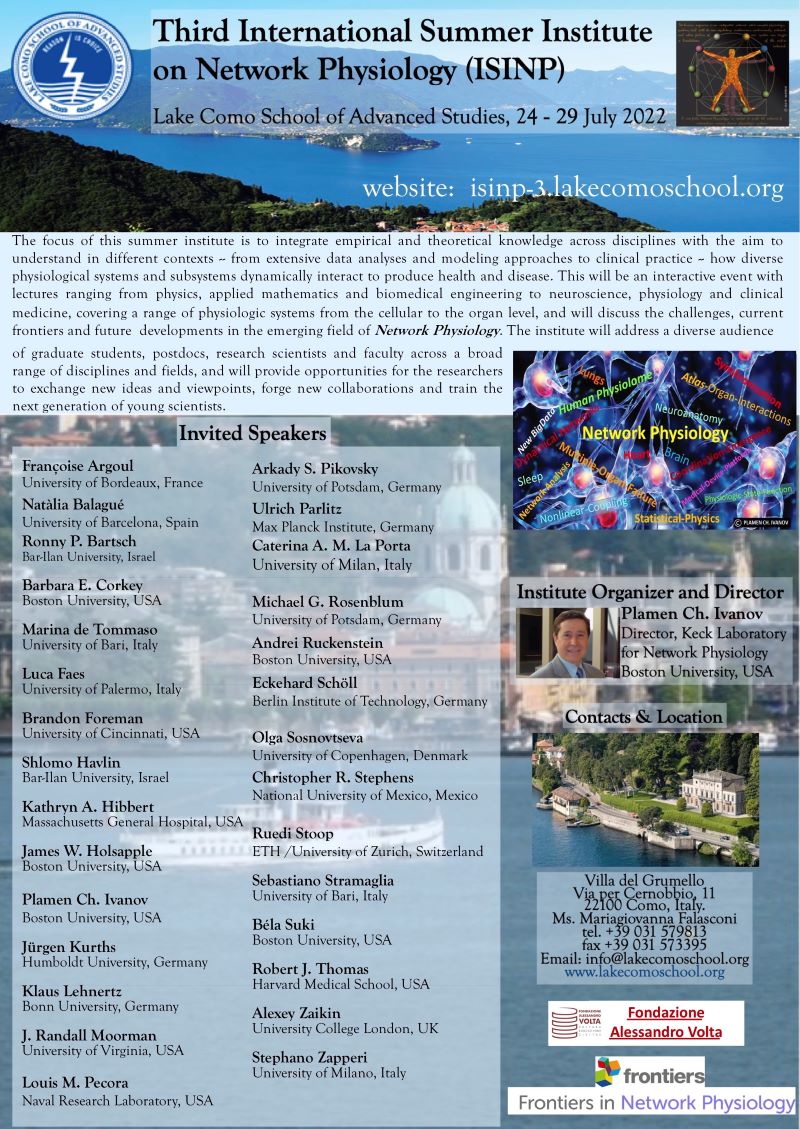 LAKE COMO SCHOOL OF ADVANCED STUDIES
REASON IS CHOICE
Third International Summer Institute
on Network Physiology (ISINP)
Lake Como School of Advanced Studies, 24 - 29 July 2022
website: isinp-3.lakecomoschool.org
The focus of this summer institute is to integrate empirical and theoretical knowledge across disciplines with the aim to
understand in different contexts ~ from extensive data analyses and modeling approaches to clinical practice ~ how diverse
physiological systems and subsystems dynamically interact to produce health and disease. This will be an interactive event with
lectures ranging from physics, applied mathematics and biomedical engineering to neuroscience, physiology and clinical
medicine, covering a range of physiologic systems from the cellular to the organ level, and will discuss the challenges, current
frontiers and future developments in the emerging field of Network Physiology. The institute will address a diverse audience
of graduate students, postdocs, research scientists and faculty across a broad
range of disciplines and fields, and will provide opportunities for the researchers
to exchange new ideas and viewpoints, forge new collaborations and train the
next generation of young scientists.
Lungs
Human Physiolome
Atlas-Organ-Interactions
New BigData
Neuroanatomy
Network Physiology
Heart
Brain
Multiple-Organ-Failure
Sleep
Network-Analysis
Medical-Device-Platform
Physiologic State-Function
Nonlinear-Coupling
Statistical-Physics
© PLAMEN CH. IVANOV
Invited Speakers
Françoise Argoul
University of Bordeaux, France
Natàlia Balagué
University of Barcelona, Spain
Ronny P. Bartsch
Bar-Ilan University, Israel
Barbara E. Corkey
Boston University, USA
Marina de Tommaso
University of Bari, Italy
Luca Faes
University of Palermo, Italy
Brandon Foreman
University of Cincinnati, USA
Shlomo Havlin
Bar-Ilan University, Israel
Kathryn A. Hibbert
Massachusetts General Hospital, USA
James W. Holsapple
Boston University, USA
Plamen Ch. Ivanov
Boston University, USA
Jürgen Kurths
Humboldt University, Germany
Klaus Lehnertz
Bonn University, Germany
J. Randall Moorman
University of Virginia, USA
Louis M. Pecora
Naval Research Laboratory, USA
Arkady S. Pikovsky
University of Potsdam, Germany
Ulrich Parlitz
Max Planck Institute, Germany
Caterina A. M. La Porta
University of Milan, Italy
Michael G. Rosenblum
University of Potsdam, Germany
Andrei Ruckenstein
Boston University, USA
Eckehard Schöll
Berlin Institute of Technology, Germany
Olga Sosnovtseva
University of Copenhagen, Denmark
Christopher R. Stephens
National University of Mexico, Mexico
Ruedi Stoop
ETH /University of Zurich, Switzerland
Sebastiano Stramaglia
University of Bari, Italy
Béla Suki
Boston University, USA
Robert J. Thomas
Harvard Medical School, USA
Alexey Zaikin
University College London, UK
Stephano Zapperi
University of Milano, Italy
Institute Organizer and Director
Plamen Ch. Ivanov
Director, Keck Laboratory
for Network Physiology
Boston University, USA
Contacts & Location
Villa del Grumello
Via per Cernobbio, 11
22100 Como, Italy.
Ms. Mariagiovanna Falasconi
tel. +39 031 579813
fax +39 031 573395
Email: info@lakecomoschool.org
www.lakecomoschool.org
FONDAZIONE
ALESSANDRO
VOLTA
Fondazione
Alessandro Volta
frontiers
Frontiers in Network Physiology